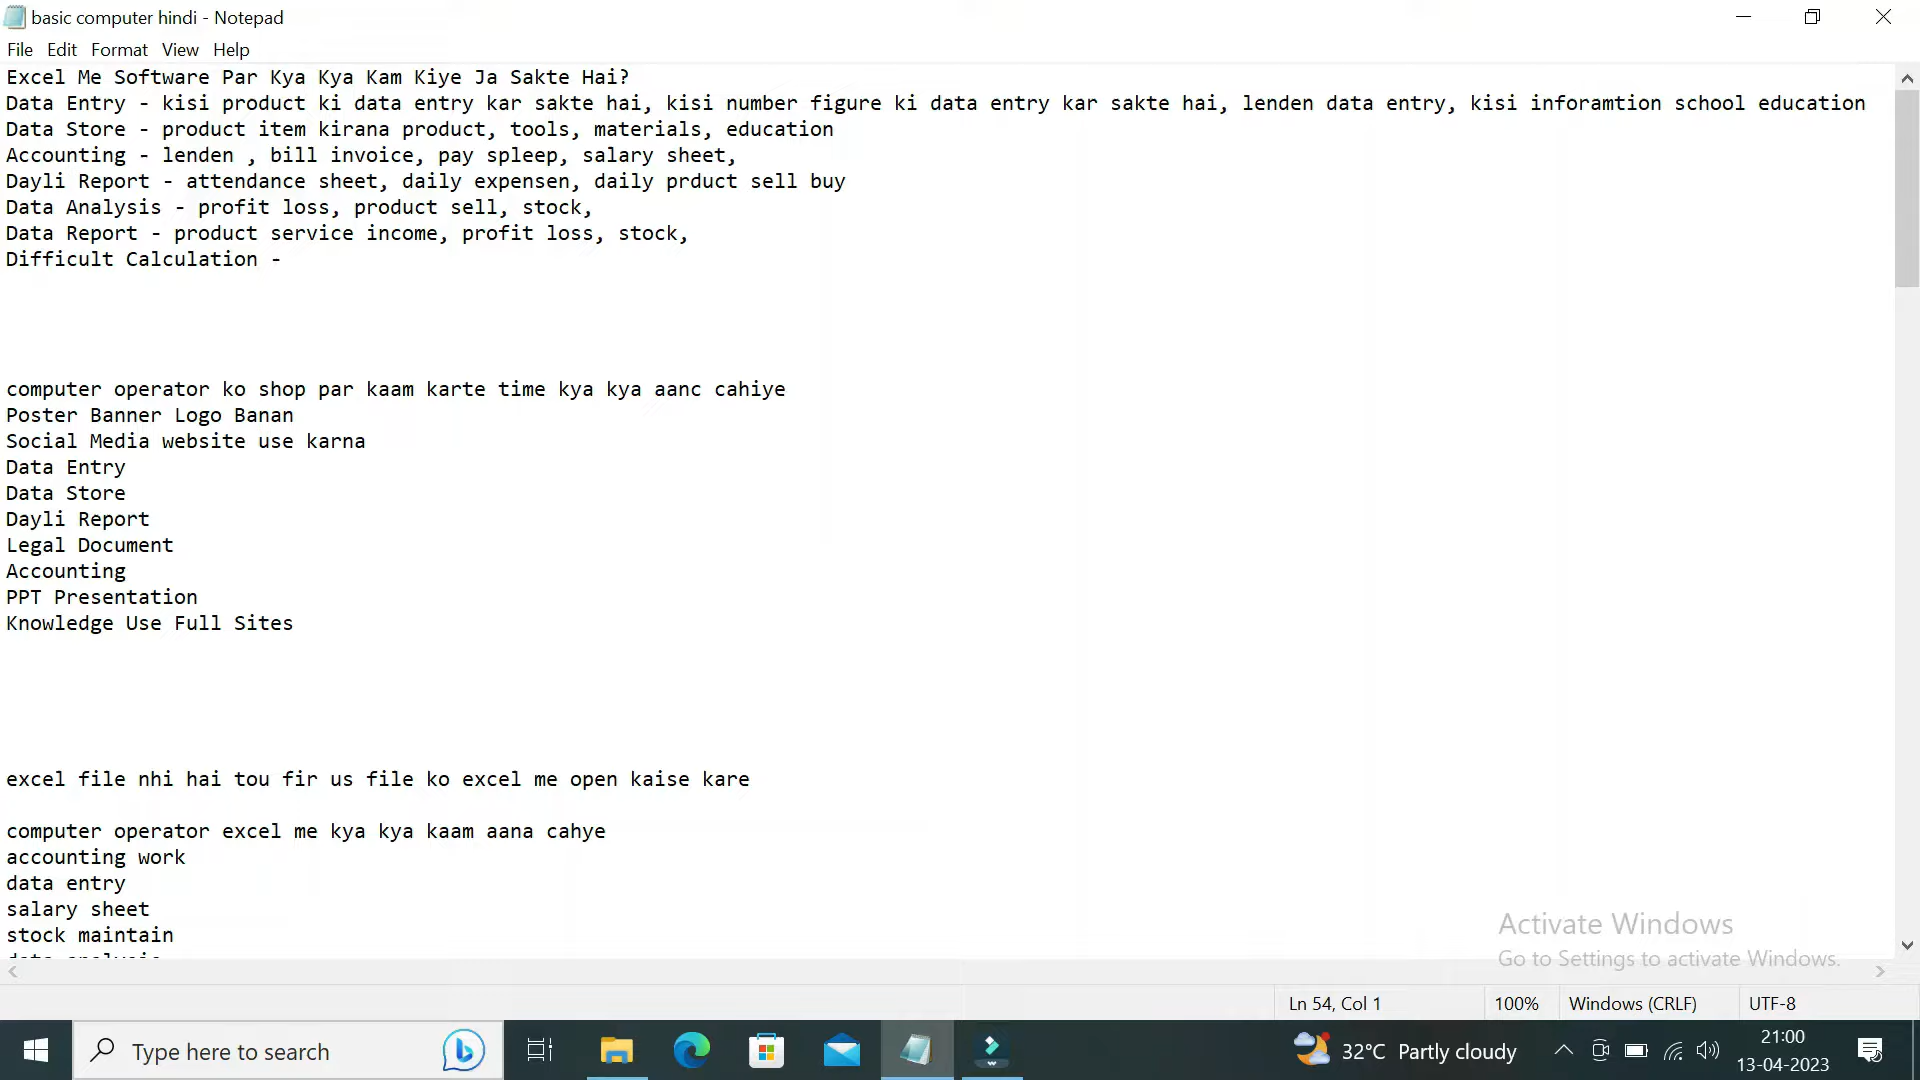 basic computer hindi - Notepad
File Edit Format View Help
Excel Me Software Par Kya Kya Kam Kiye Ja Sakte Hai?
Data Entry - kisi product ki data entry kar sakte hai, kisi number figure ki data entry kar sakte hai, lenden data entry, kisi inforamtion school education
Data Store - product item kirana product, tools, materials, education
Accounting - lenden , bill invoice, pay spleep, salary sheet,
Dayli Report - attendance sheet, daily expensen, daily prduct sell buy
Data Analysis - profit loss, product sell, stock,
Data Report - product service income, profit loss, stock,
Difficult Calculation -
computer operator ko shop par kaam karte time kya kya aanc cahiye
Poster Banner Logo Banan
Social Media website use karna
Data Entry
Data Store
Dayli Report
Legal Document
Accounting
PPT Presentation
Knowledge Use Full Sites
excel file nhi hai tou fir us file ko excel me open kaise kare
computer operator excel me kya kya kaam aana cahye
accounting work
data entry
salary sheet
stock maintain
Activate Windows
Go to Settings to activate Windows.
Ln 54, Col 1 100% Windows (CRLF) UTF-8
Type here to search
32°C Partly cloudy
21:00
13-04-2023